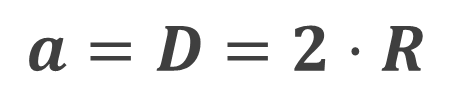 a = D = 2 · R